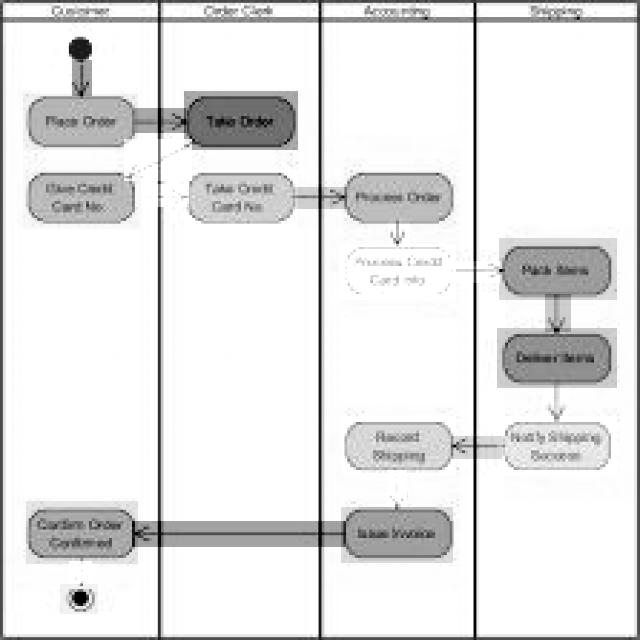 Customer
Order Clerk
Accounting
Shipping
Place Order
Take Order
Give Credit
Card No.
Take Credit
Card No.
Process Order
Process Credit
Card Info
Pack Items
Deliver Items
Record
Shipping
Notify Shipping
Success
Confirm Order
Confirmed
Issue Invoice